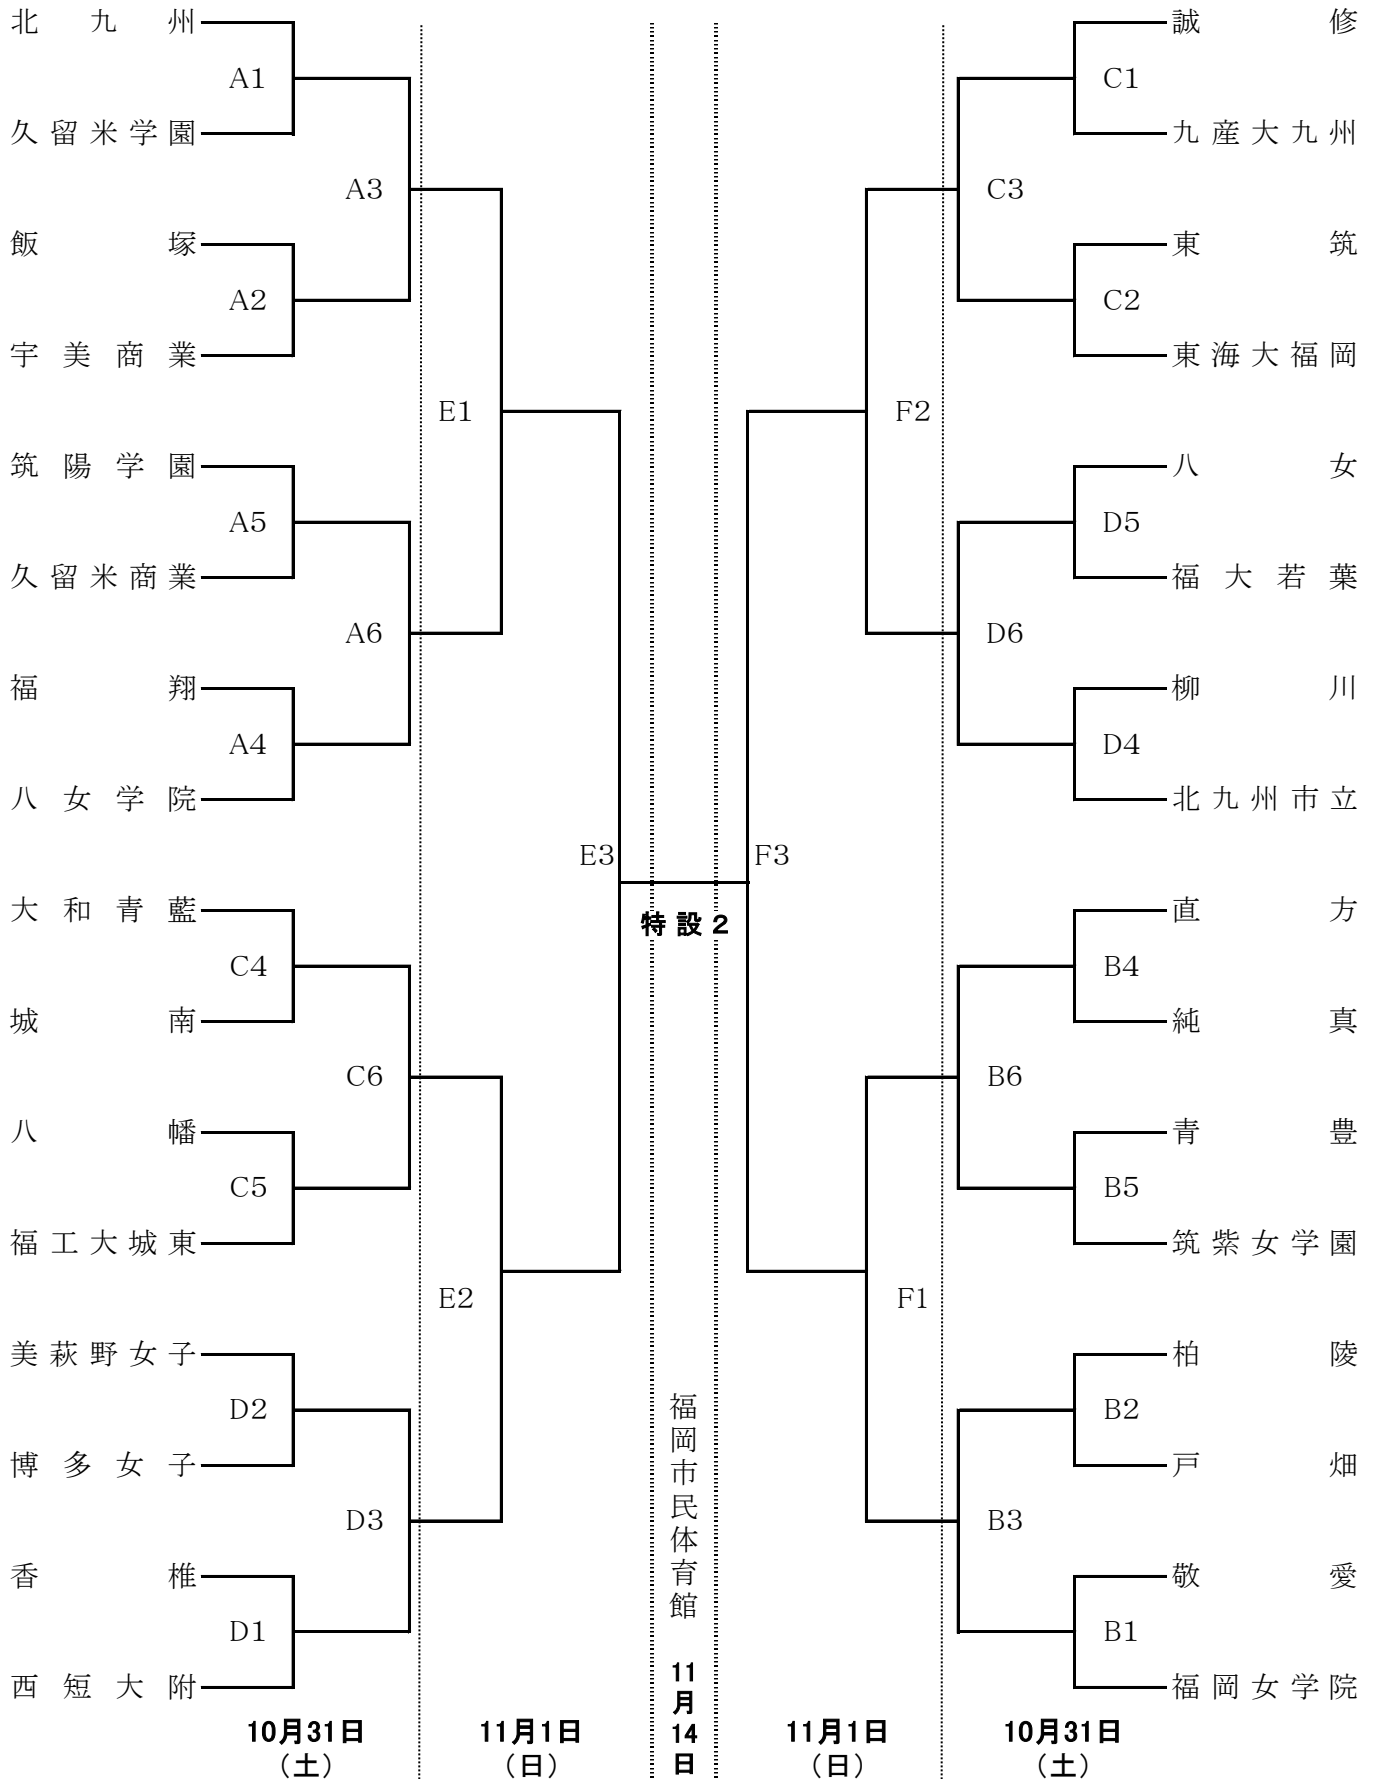 北九州
A1
久留米学園
A3
飯塚
A2
宇美商業
E1
筑陽学園
A5
久留米商業
A6
福翔
A4
八女学院
E3
大和青藍
C4
城南
C6
八幡
C5
福工大城東
E2
美萩野女子
D2
博多女子
D3
香椎
D1
西短大附
10月31日
（土）
11月1日
（日）
特設2
福岡市民体育館
11月14日
誠修
C1
九産大九州
C3
東筑
C2
東海大福岡
F2
八女
D5
福大若葉
D6
柳川
D4
北九州市立
F3
直方
B4
純真
B6
青豊
B5
筑紫女学園
F1
柏陵
B2
戸畑
B3
敬愛
B1
福岡女学院
11月1日
（日）
10月31日
（土）